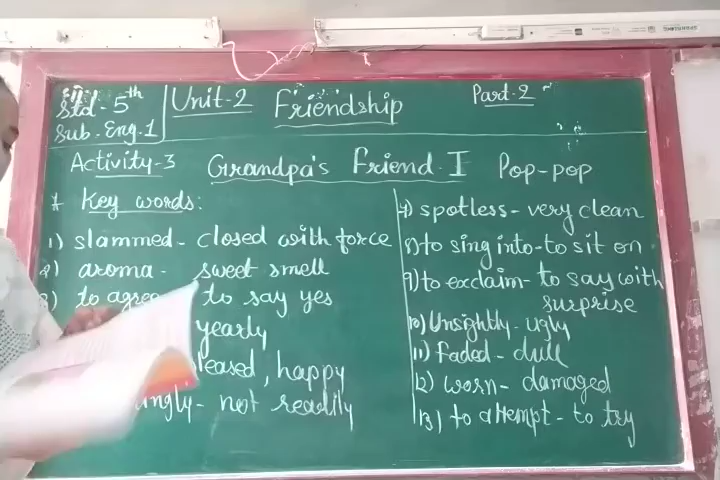 Std - 5th
Sub. Eng. 1
Unit-2 Friendship Part-2
Activity-3 Grandpa's Friend-I Pop-pop
* Key words:
1) slammed - closed with force
2) aroma - sweet smell
3) to agree to say yes
yearly
leased, happy
ingly - not readily
7) spotless - very clean
8) to sing into - to sit on
9) to exclaim - to say with
surprise
10) Unsightly - ugly
11) faded - dull
12) worn - damaged
13) to attempt - to try